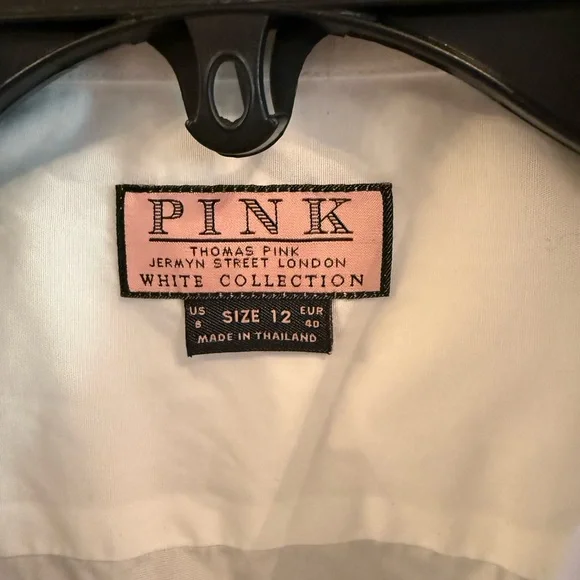 PINK
THOMAS PINK
JERMYN STREET LONDON
WHITE COLLECTION
US 8 SIZE 12 EUR 40
MADE IN THAILAND